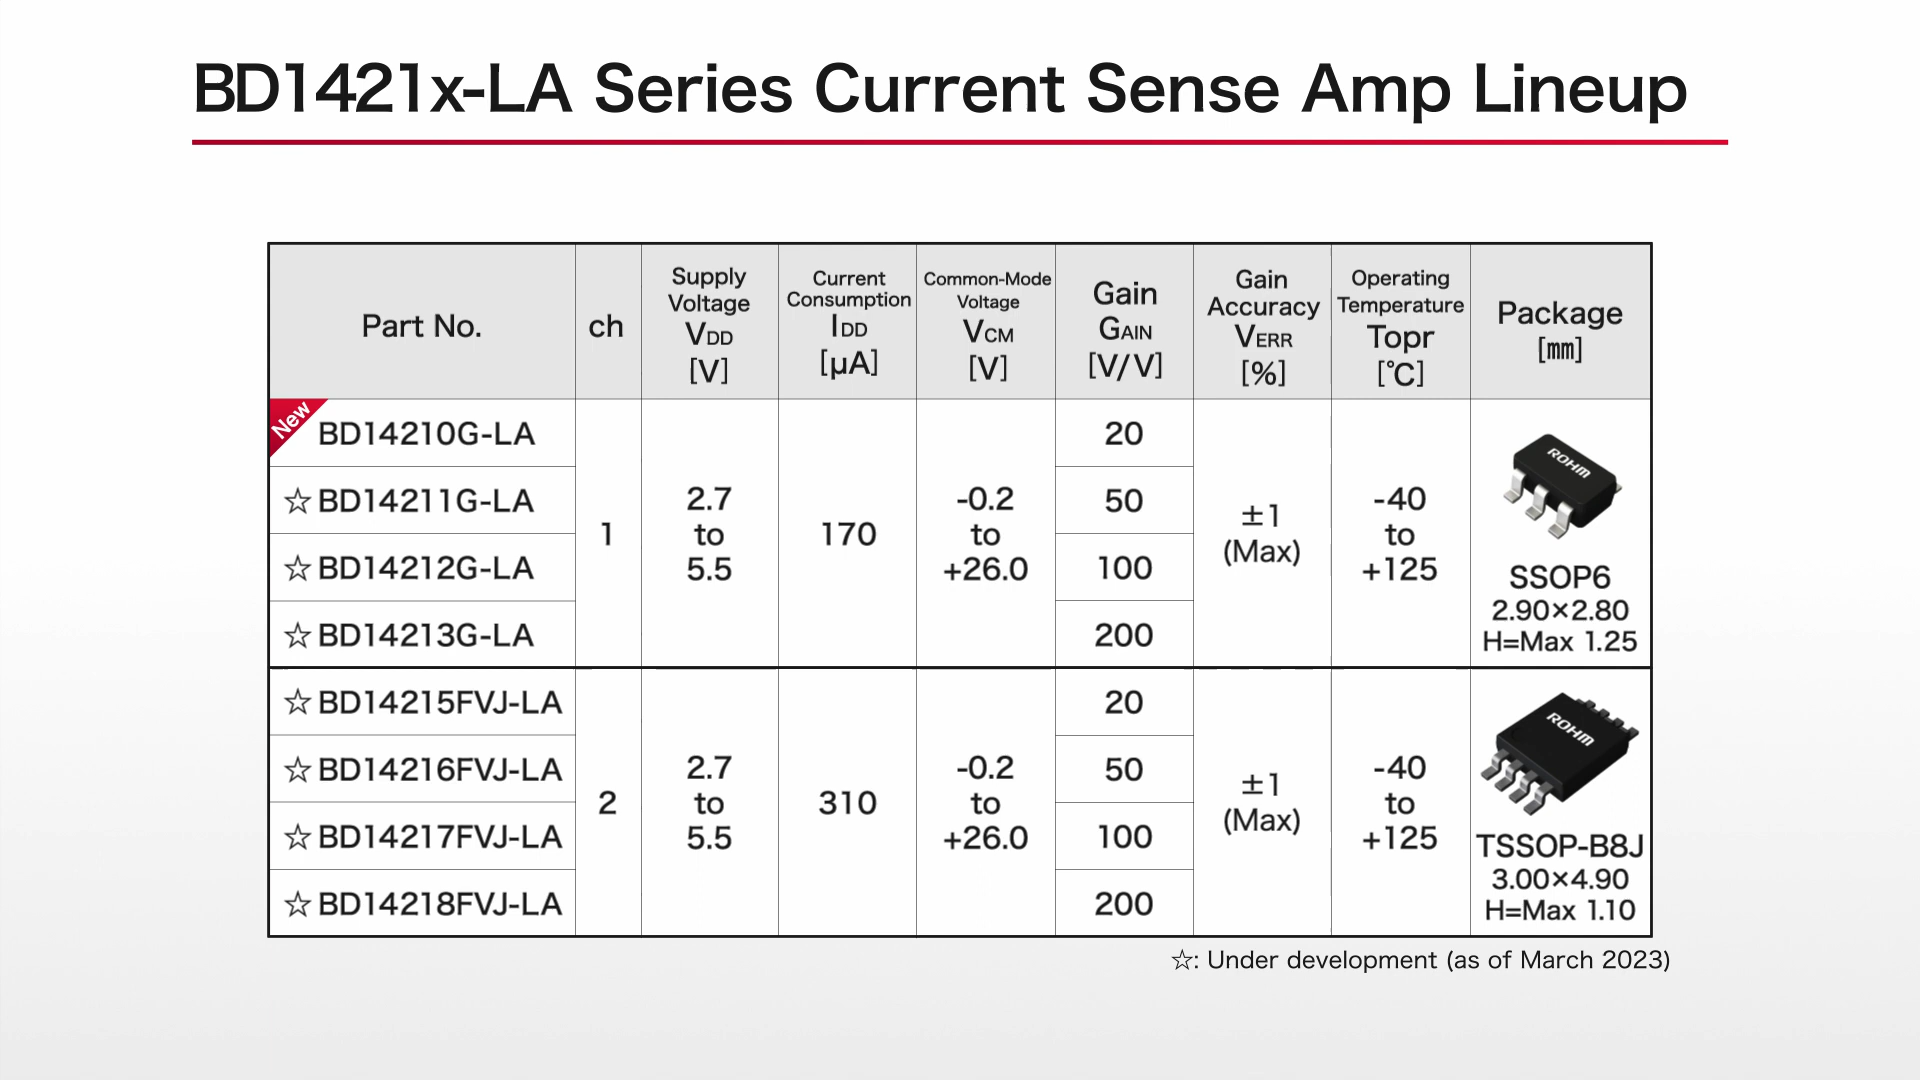 BD1421x-LA Series Current Sense Amp Lineup
Part No.
ch
Supply
Voltage
VDD
[V]
Current
Consumption
IDD
[μA]
Common-Mode
Voltage
VCM
[V]
Gain
GAIN
[V/V]
Gain
Accuracy
VERR
[%]
Operating
Temperature
Topr
[℃]
Package
[㎜]
New
BD14210G-LA
☆BD14211G-LA
☆BD14212G-LA
☆BD14213G-LA
1
2.7
to
5.5
170
-0.2
to
+26.0
20
50
100
200
±1
(Max)
-40
to
+125
ROHM
SSOP6
2.90×2.80
H=Max 1.25
☆BD14215FVJ-LA
☆BD14216FVJ-LA
☆BD14217FVJ-LA
☆BD14218FVJ-LA
2
2.7
to
5.5
310
-0.2
to
+26.0
20
50
100
200
±1
(Max)
-40
to
+125
ROHM
TSSOP-B8J
3.00×4.90
H=Max 1.10
☆: Under development (as of March 2023)